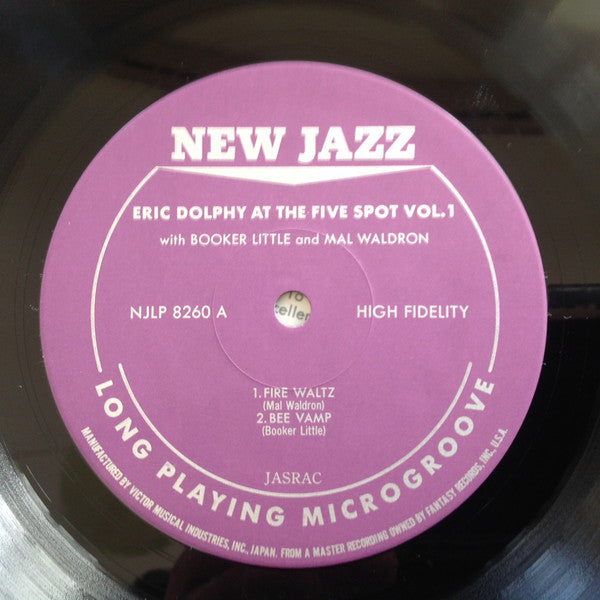 NEW JAZZ
ERIC DOLPHY AT THE FIVE SPOT VOL.1
with BOOKER LITTLE and MAL WALDRON
NJLP 8260 A
HIGH FIDELITY
1.FIRE WALTZ
(Mal Waldron)
2.BEE VAMP
(Booker Little)
JASRAC
LONG PLAYING MICROGROOVE
MANUFACTURED BY VICTOR MUSICAL INDUSTRIES, INC., JAPAN. FROM A MASTER RECORDING OWNED BY FANTASY RECORDS, INC., U.S.A.